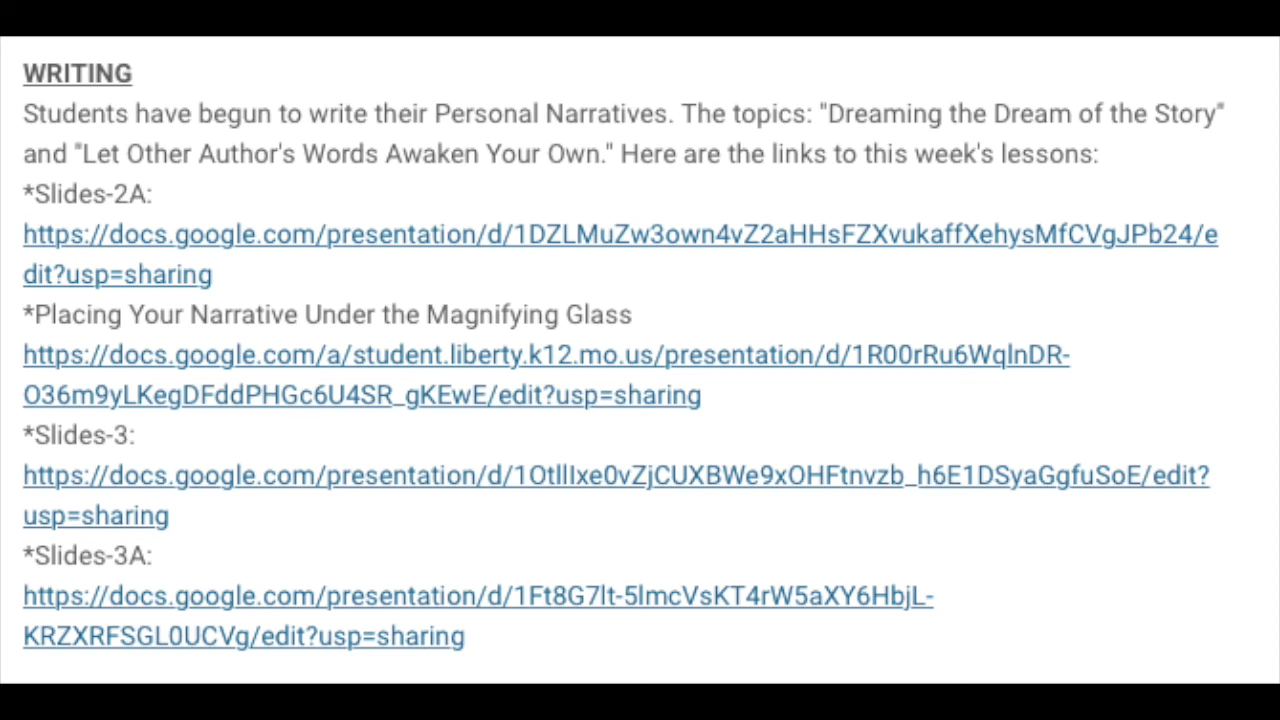 WRITING
Students have begun to write their Personal Narratives. The topics: "Dreaming the Dream of the Story"
and "Let Other Author's Words Awaken Your Own." Here are the links to this week's lessons:
*Slides-2A:
https://docs.google.com/presentation/d/1DZLMuZw3own4vZ2aHHsFZXvukaffXehysMfCVgJPb24/e
dit?usp=sharing
*Placing Your Narrative Under the Magnifying Glass
https://docs.google.com/a/student.liberty.k12.mo.us/presentation/d/1R00rRu6WqlnDR-
O36m9yLKegDFddPHGc6U4SR_gKEwE/edit?usp=sharing
*Slides-3:
https://docs.google.com/presentation/d/1OtllIxe0vZjCUXBWe9xOHFtnvzb_h6E1DSyaGgfuSoE/edit?
usp=sharing
*Slides-3A:
https://docs.google.com/presentation/d/1Ft8G7lt-5lmcVsKT4rW5aXY6HbjL-
KRZXRFSGL0UCVg/edit?usp=sharing